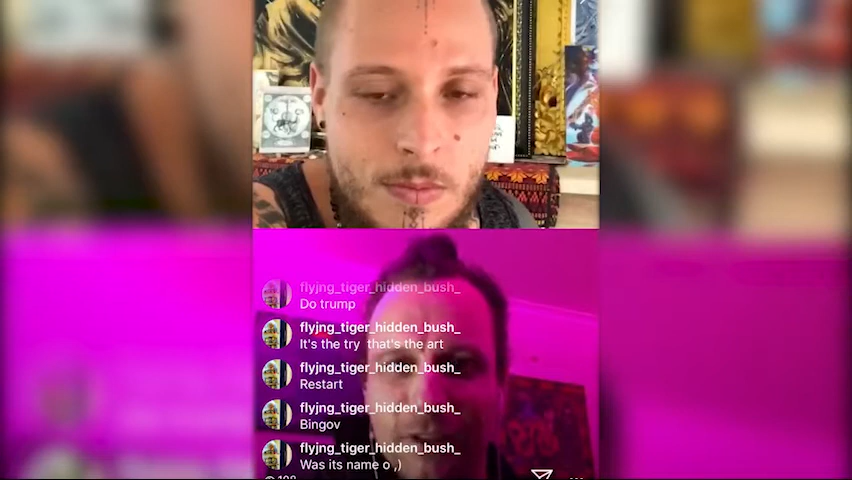 flyjng_tiger_hidden_bush_
Do trump
flyjng_tiger_hidden_bush_
It's the try that's the art
flyjng_tiger_hidden_bush_
Restart
flyjng_tiger_hidden_bush_
Bingov
flyjng_tiger_hidden_bush_
Was its name o ,)